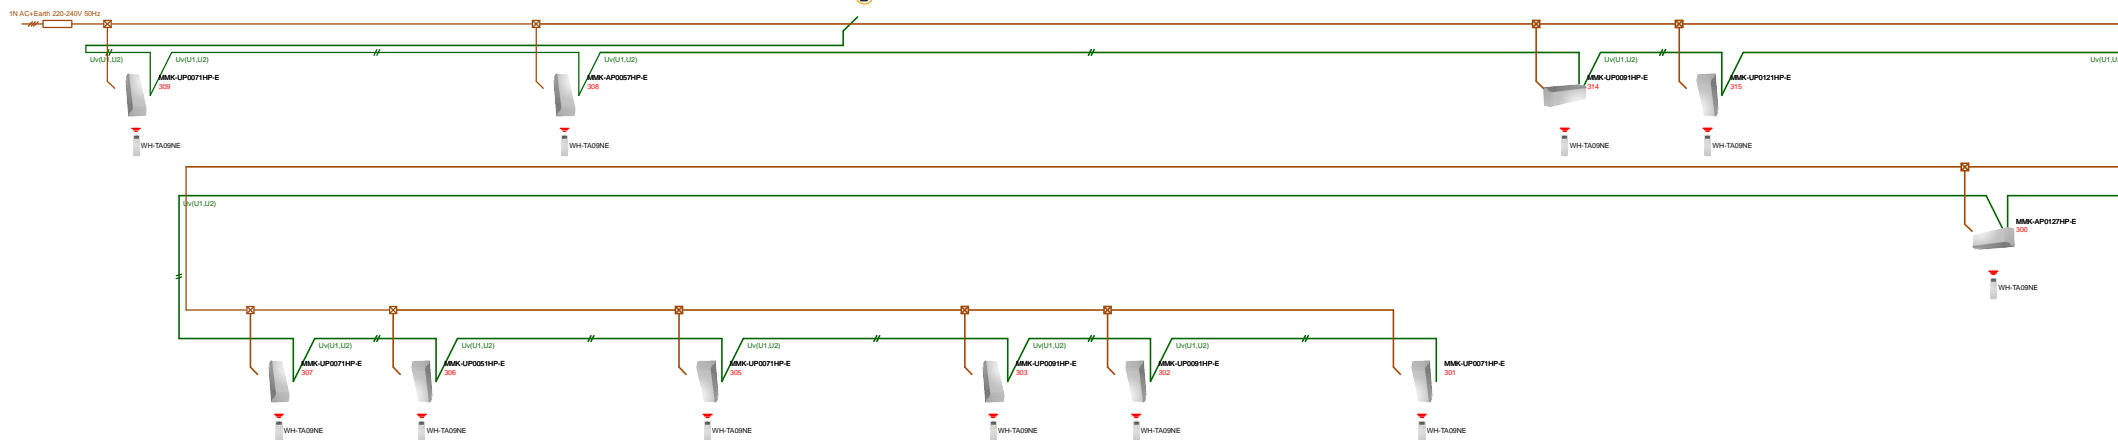 1N AC+Earth 220-240V 50Hz
Uv(U1,U2)
Uv(U1,U2)
Uv(U1,U2)
Uv(U1,U2)
MMK-UP0071HP-E
309
MMK-AP0057HP-E
308
MMK-UP0091HP-E
314
MMK-UP0121HP-E
315
WH-TA09NE
WH-TA09NE
WH-TA09NE
WH-TA09NE
Uv(U1,U2)
MMK-AP0127HP-E
300
WH-TA09NE
Uv(U1,U2)
Uv(U1,U2)
Uv(U1,U2)
Uv(U1,U2)
Uv(U1,U2)
MMK-UP0071HP-E
307
MMK-UP0051HP-E
306
MMK-UP0071HP-E
305
MMK-UP0091HP-E
303
MMK-UP0091HP-E
302
MMK-UP0071HP-E
301
WH-TA09NE
WH-TA09NE
WH-TA09NE
WH-TA09NE
WH-TA09NE
WH-TA09NE